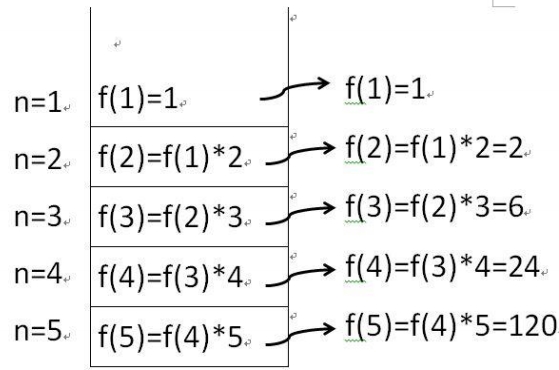 n=1 f(1)=1 f(1)=1
n=2 f(2)=f(1)*2 f(2)=f(1)*2=2
n=3 f(3)=f(2)*3 f(3)=f(2)*3=6
n=4 f(4)=f(3)*4 f(4)=f(3)*4=24
n=5 f(5)=f(4)*5 f(5)=f(4)*5=120